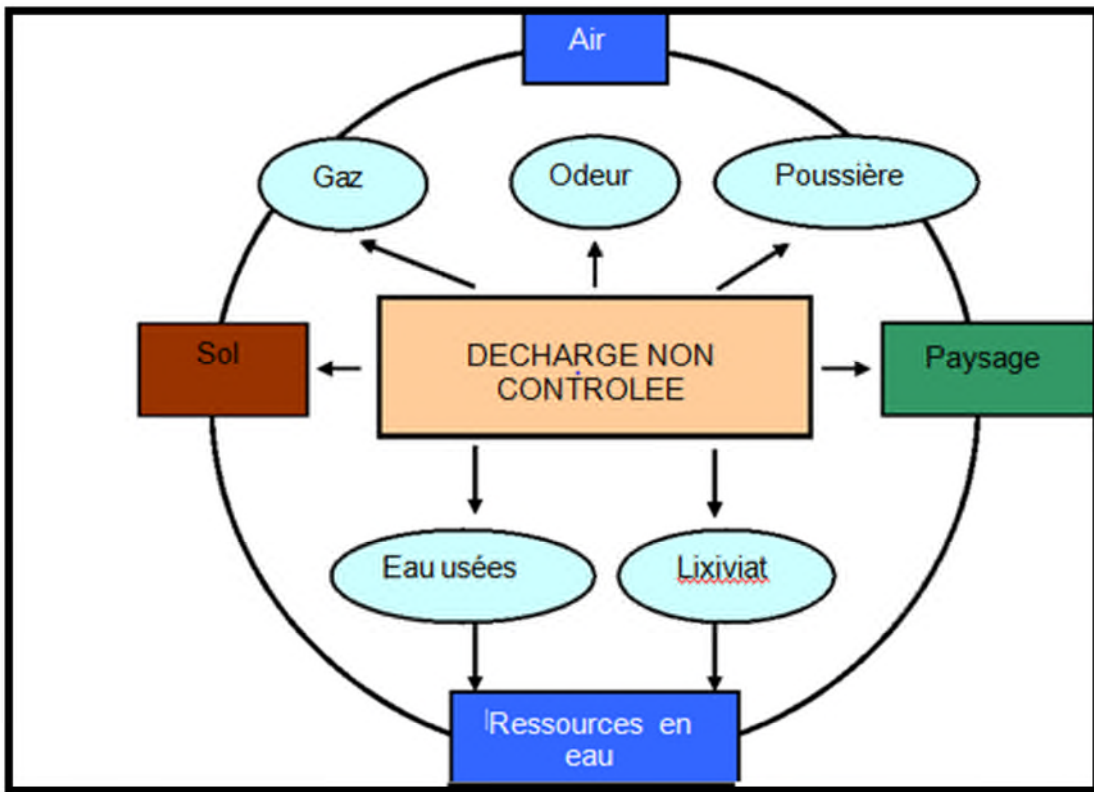 Air
Gaz
Odeur
Poussière
Sol
DECHARGE NON
CONTROLEE
Paysage
Eau usées
Lixiviat
Ressources en
eau